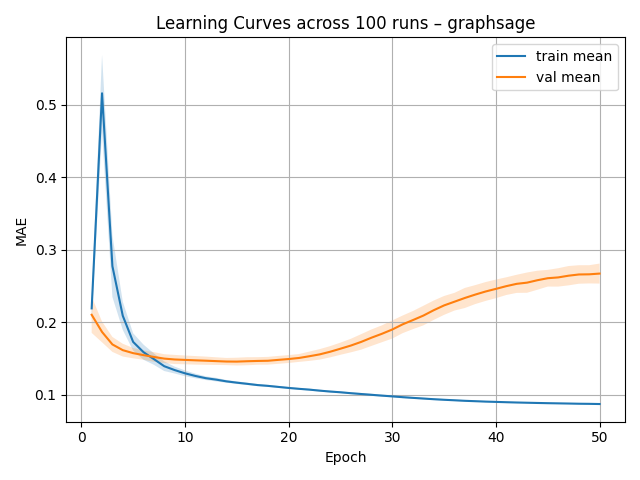 Learning Curves across 100 runs – graphsage
train mean
val mean
MAE
0.5
0.4
0.3
0.2
0.1
0 10 20 30 40 50
Epoch